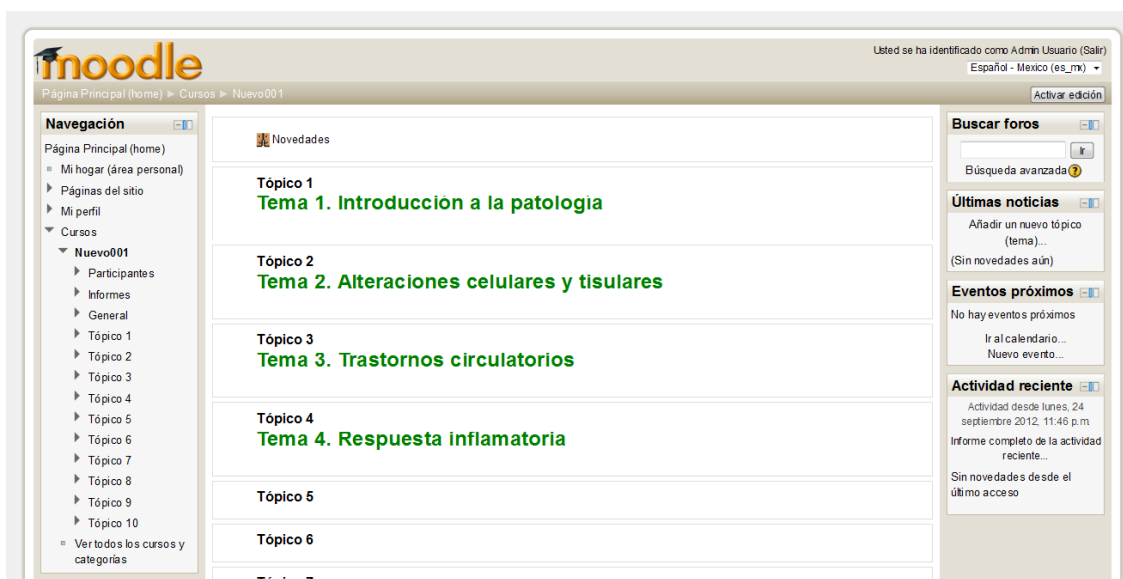 moodle
Usted se ha identificado como Admin Usuario (Salir)
Español - Mexico (es_mx)
Página Principal (home) ► Cursos ► Nuevo001
Activar edición
Navegación
Página Principal (home)
Mi hogar (área personal)
Páginas del sitio
Mi perfil
Cursos
Nuevo001
Participantes
Informes
General
Tópico 1
Tópico 2
Tópico 3
Tópico 4
Tópico 5
Tópico 6
Tópico 7
Tópico 8
Tópico 9
Tópico 10
Ver todos los cursos y
categorías
Novedades
Tópico 1
Tema 1. Introducción a la patología
Tópico 2
Tema 2. Alteraciones celulares y tisulares
Tópico 3
Tema 3. Trastornos circulatorios
Tópico 4
Tema 4. Respuesta inflamatoria
Tópico 5
Tópico 6
Buscar foros
Ir
Búsqueda avanzada
Últimas noticias
Añadir un nuevo tópico
(tema)...
(Sin novedades aún)
Eventos próximos
No hay eventos próximos
Ir al calendario...
Nuevo evento...
Actividad reciente
Actividad desde lunes, 24
septiembre 2012, 11:46 p.m.
Informe completo de la actividad
reciente...
Sin novedades desde el
último acceso